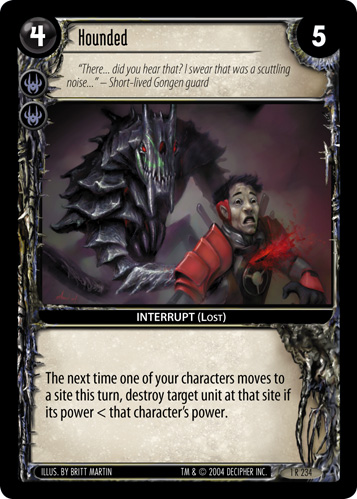 4 Hounded 5
"There... did you hear that? I swear that was a scuttling
noise..." – Short-lived Gongen guard
INTERRUPT (LOST)
The next time one of your characters moves to
a site this turn, destroy target unit at that site if
its power < that character's power.
ILLUS. BY BRITT MARTIN TM & © 2004 DECIPHER INC. 1 R 234